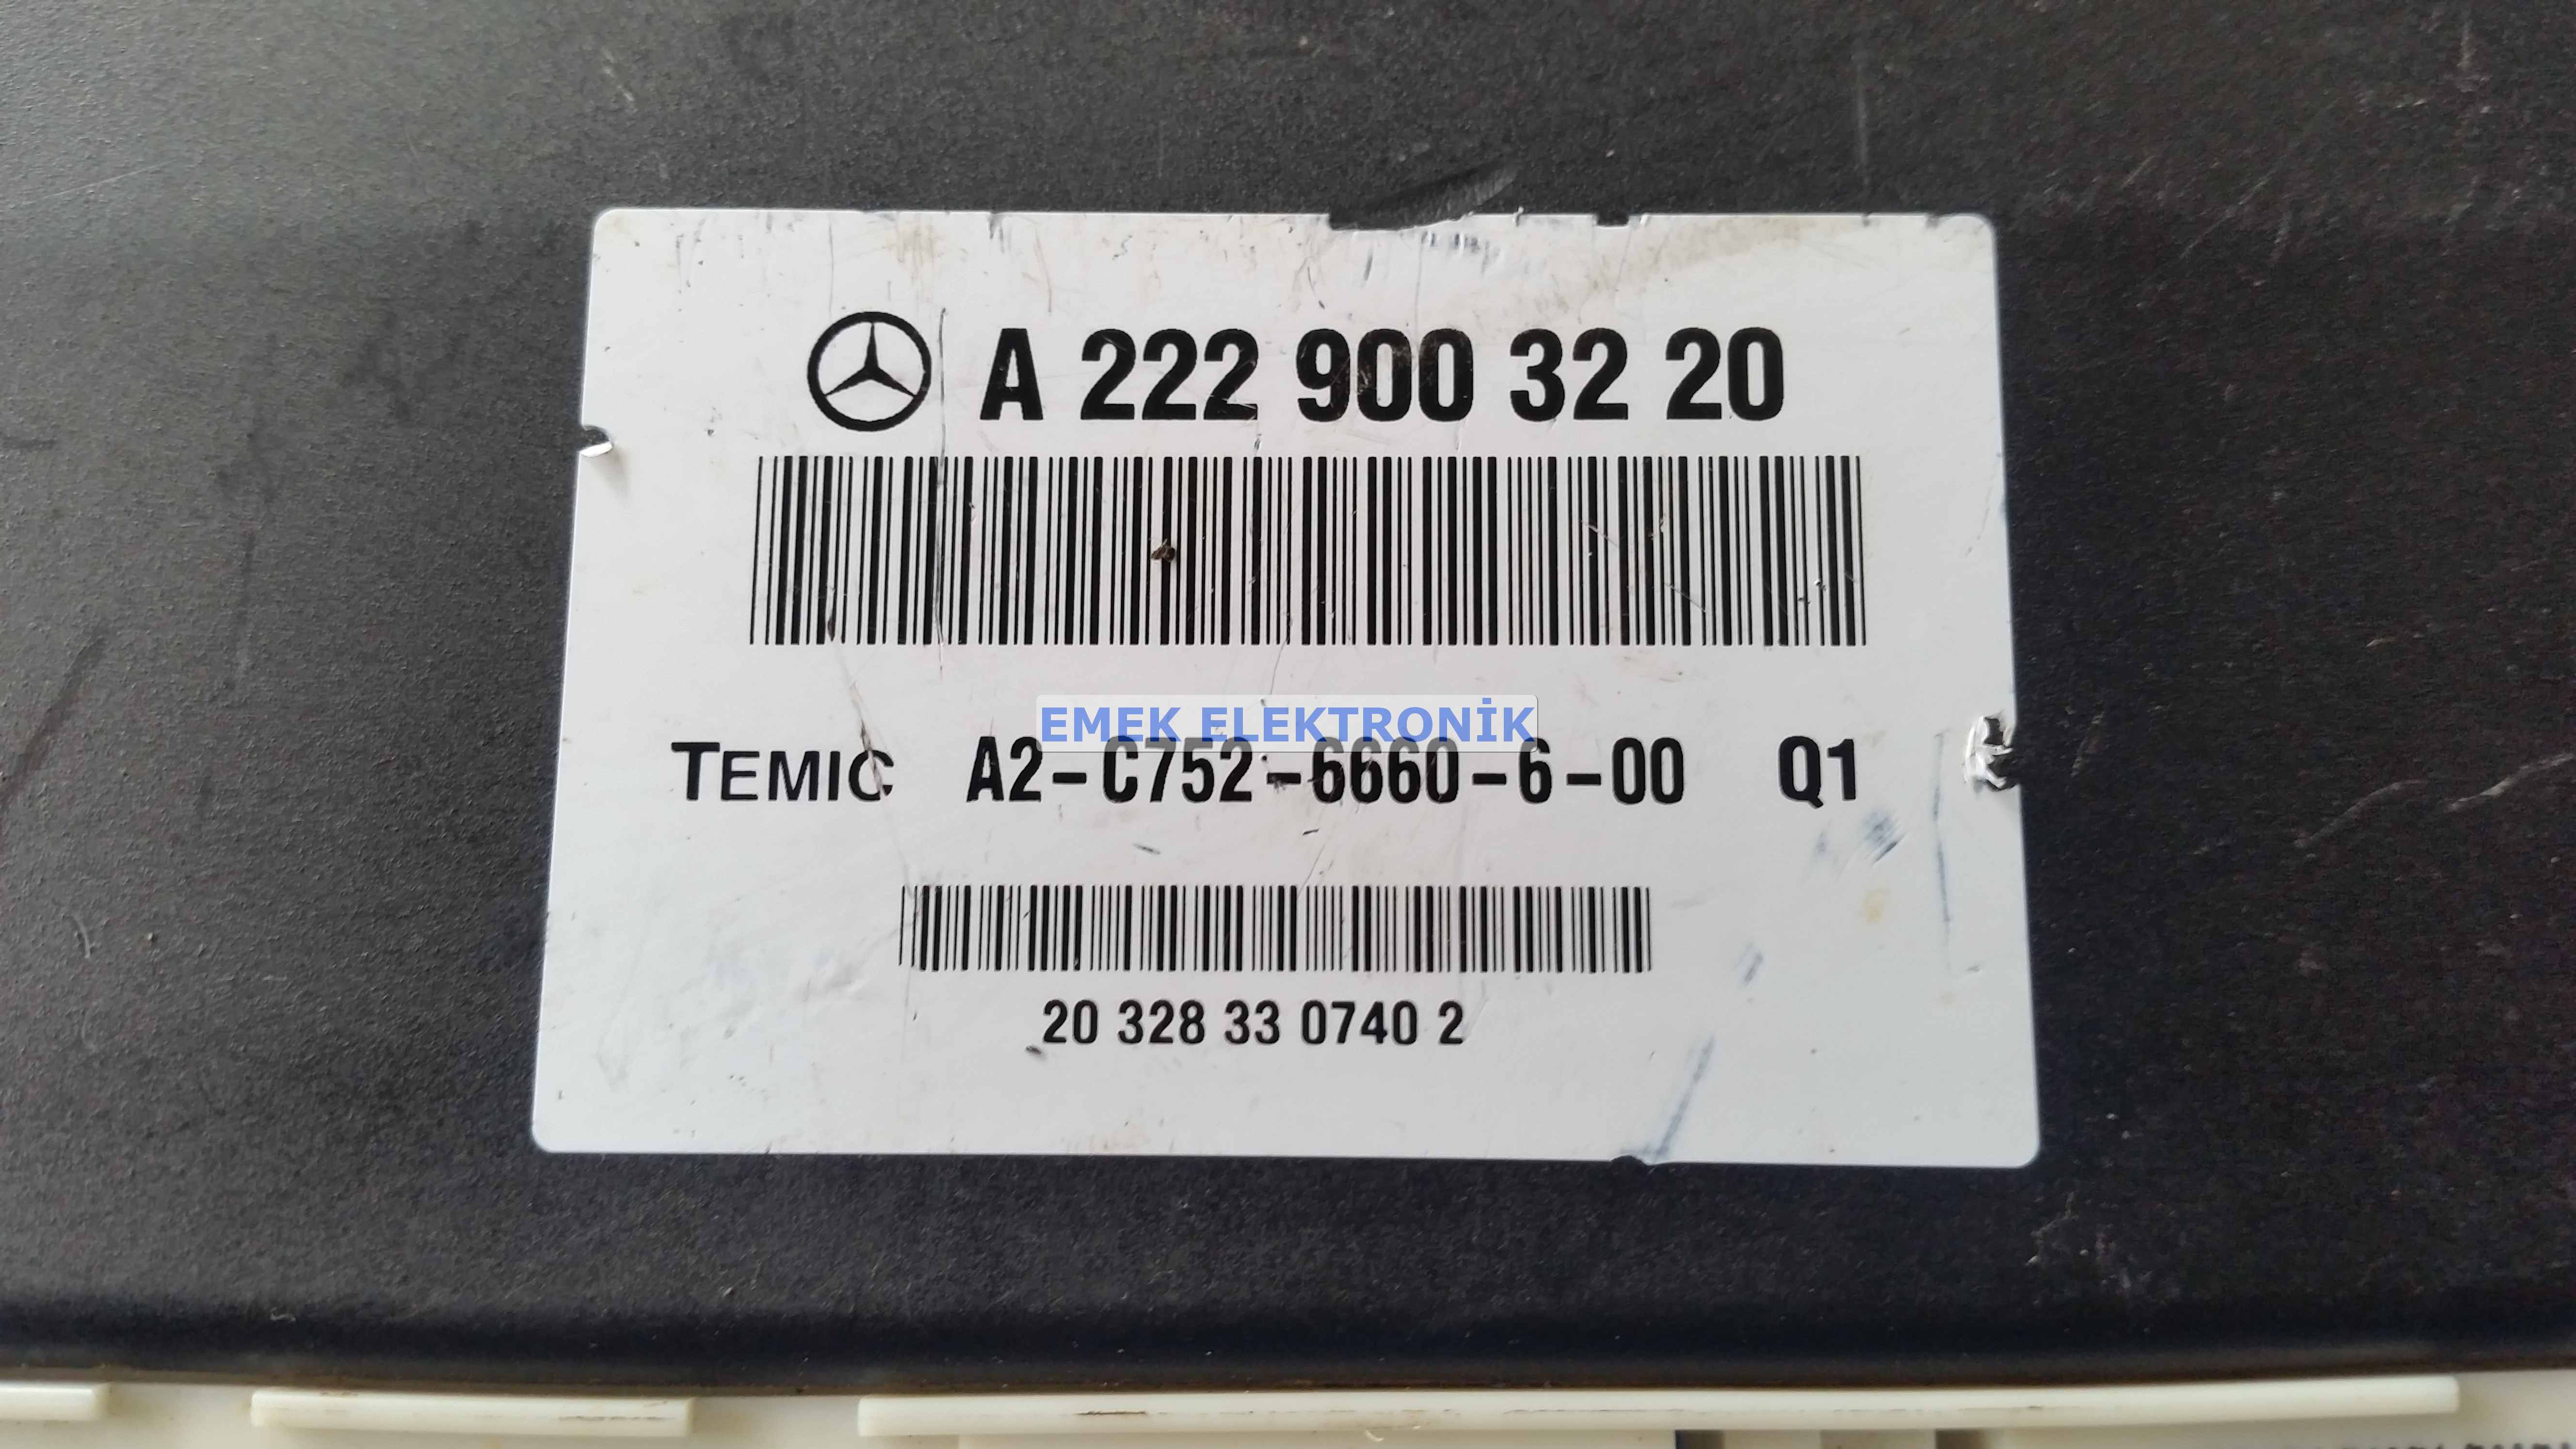 A 222 900 32 20
EMEK ELEKTRONİK
TEMIC A2-C752-6660-6-00 Q1
20 328 33 0740 2